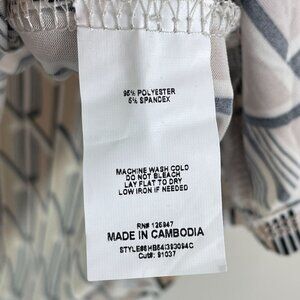 95% POLYESTER
5% SPANDEX
MACHINE WASH COLD
DO NOT BLEACH
LAY FLAT TO DRY
LOW IRON IF NEEDED
RN# 125947
MADE IN CAMBODIA
Cut#: 91037